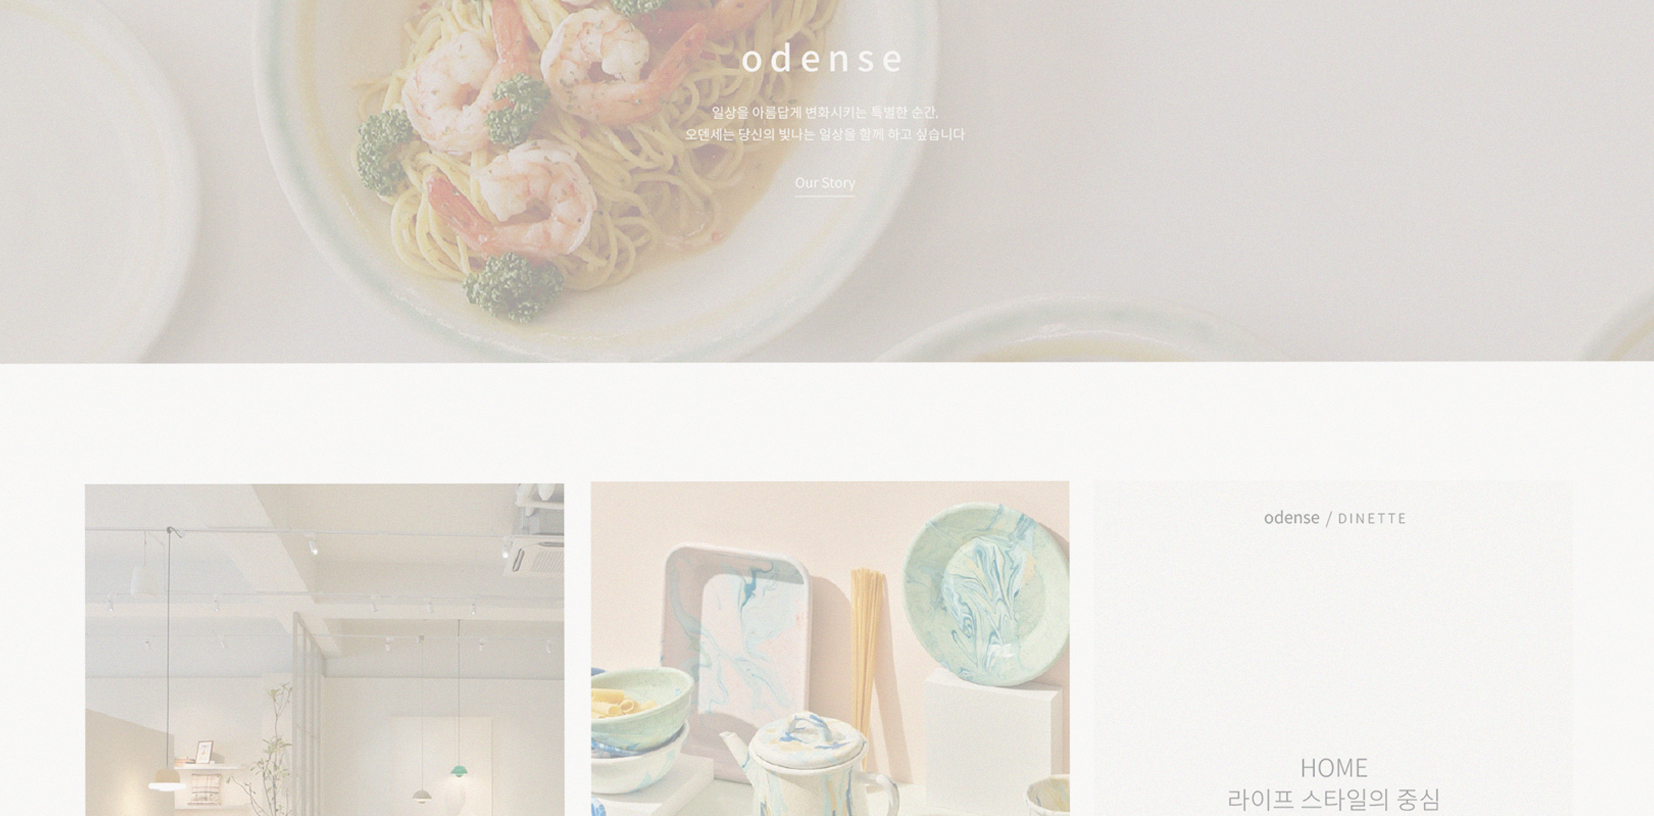 odense
일상을 아름답게 변화시키는 특별한 순간,
오덴세는 당신의 빛나는 일상을 함께 하고 싶습니다
Our Story
odense / DINETTE
HOME
라이프 스타일의 중심